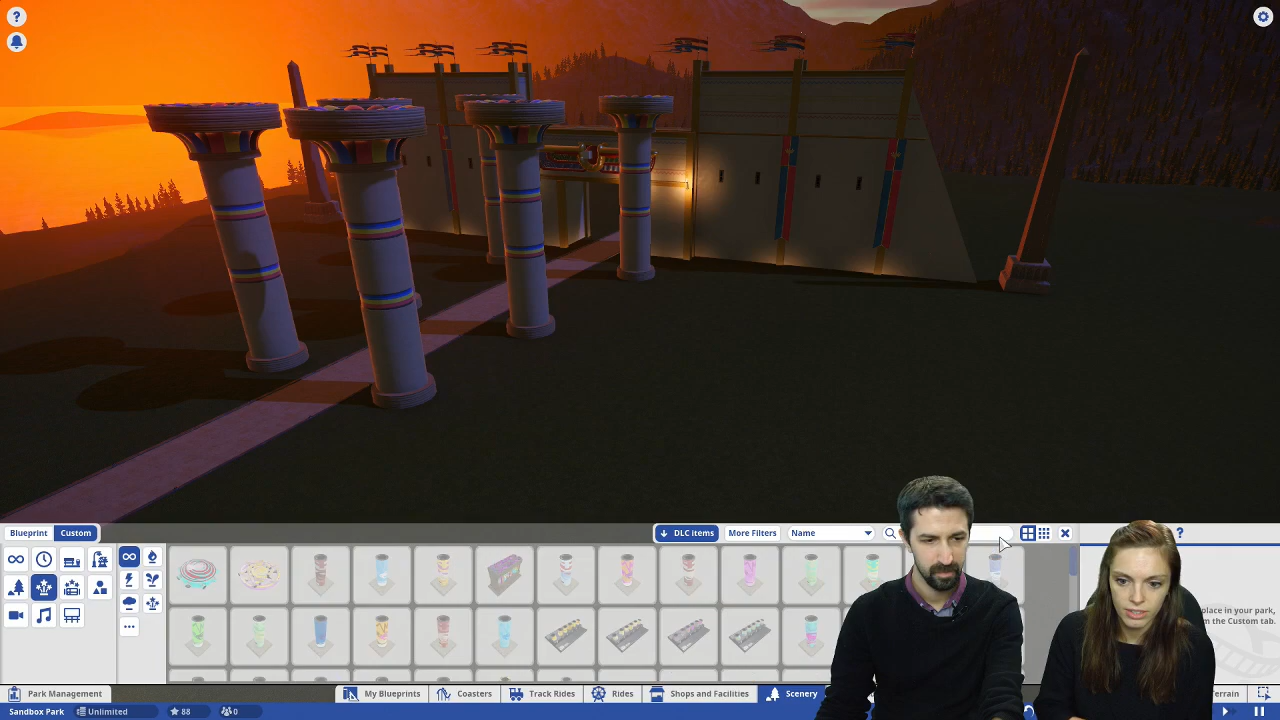 ?
Blueprint Custom
DLC items More Filters Name
?
place in your park,
m the Custom tab.
Park Management
My Blueprints Coasters Track Rides Rides Shops and Facilities Scenery
Sandbox Park Unlimited 88 0